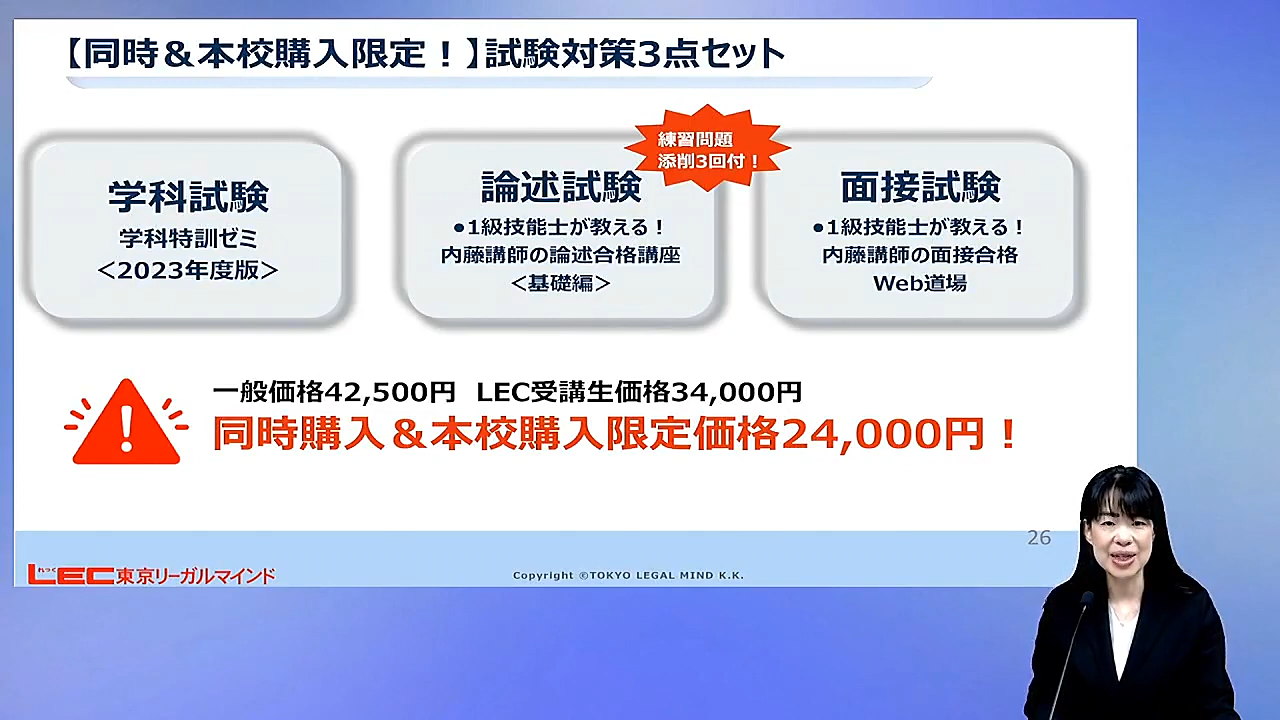 【同時＆本校購入限定！】試験対策3点セット
学科試験
学科特訓ゼミ
＜2023年度版＞
練習問題
添削3回付！
論述試験
●1級技能士が教える！
内藤講師の論述合格講座
＜基礎編＞
面接試験
●1級技能士が教える！
内藤講師の面接合格
Web道場
一般価格42,500円 LEC受講生価格34,000円
同時購入＆本校購入限定価格24,000円！
26
れっく
LEC東京リーガルマインド
Copyright ©TOKYO LEGAL MIND K.K.